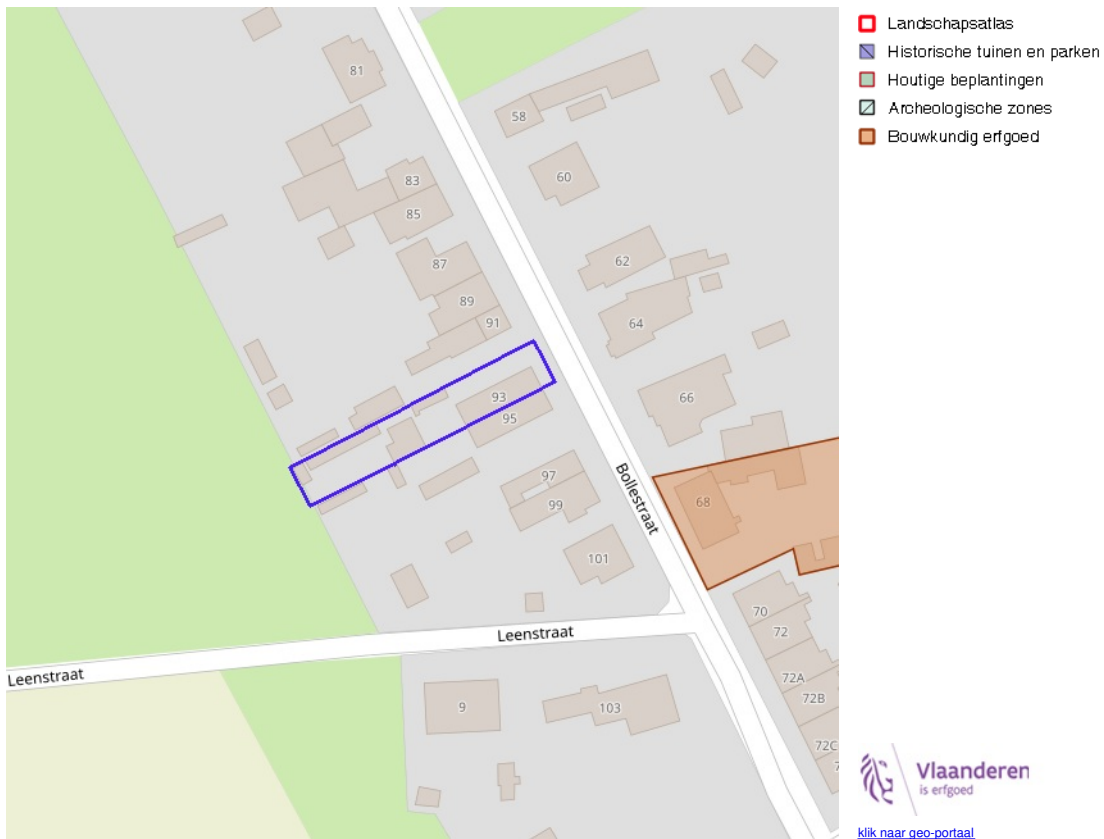 81
58
83
60
85
62
87
89
91
64
93
66
95
97
68
99
101
Bollestraat
70
72
72A
72B
72C
7
Leenstraat
Leenstraat
9
103
Landschapsatlas
Historische tuinen en parken
Houtige beplantingen
Archeologische zones
Bouwkundig erfgoed
Vlaanderen
is erfgoed
klik naar geo-portaal